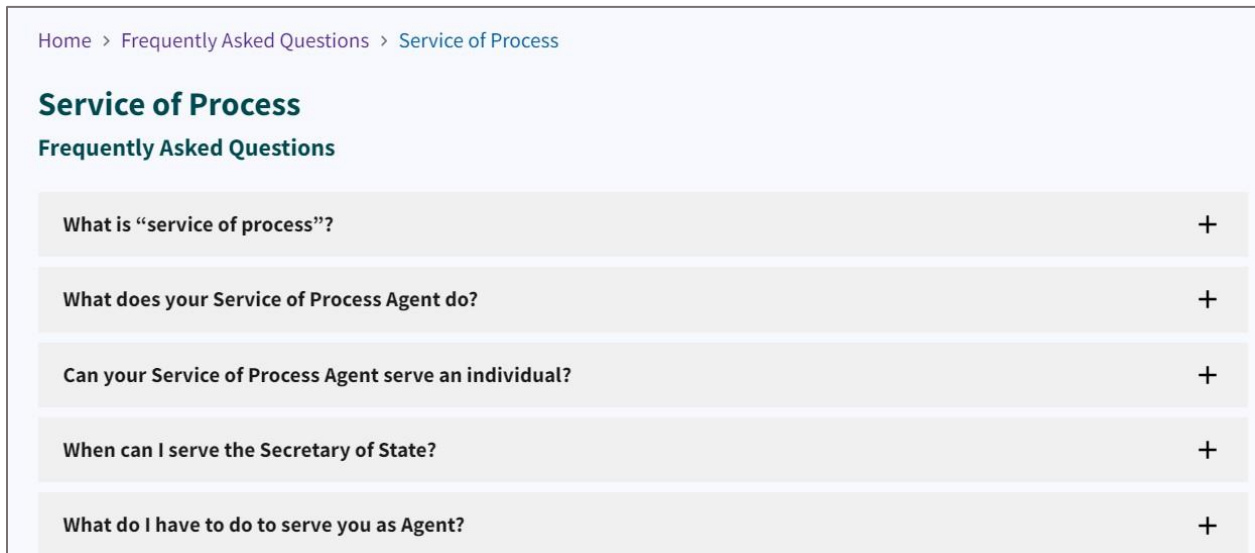 Home > Frequently Asked Questions > Service of Process
Service of Process
Frequently Asked Questions
What is “service of process”?
What does your Service of Process Agent do?
Can your Service of Process Agent serve an individual?
When can I serve the Secretary of State?
What do I have to do to serve you as Agent?